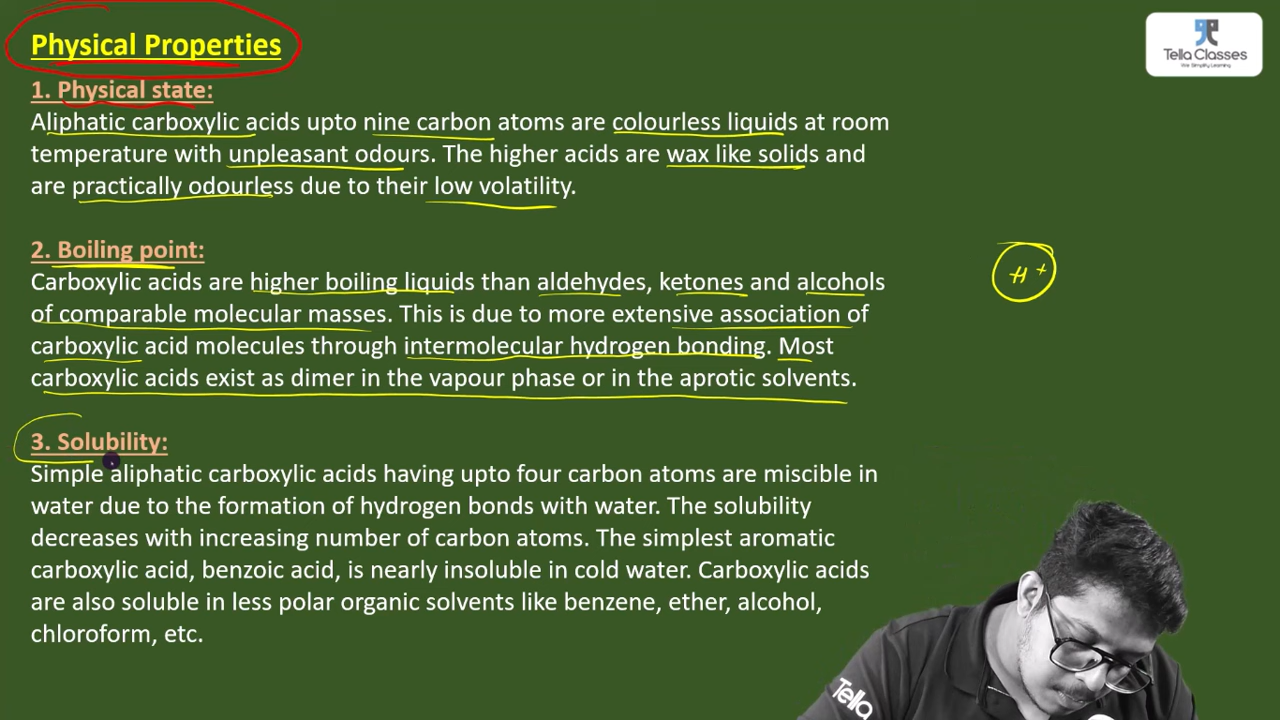 Physical Properties
Tella Classes
We Simplify Learning
1. Physical state:
Aliphatic carboxylic acids upto nine carbon atoms are colourless liquids at room
temperature with unpleasant odours. The higher acids are wax like solids and
are practically odourless due to their low volatility.
2. Boiling point:
Carboxylic acids are higher boiling liquids than aldehydes, ketones and alcohols
of comparable molecular masses. This is due to more extensive association of
carboxylic acid molecules through intermolecular hydrogen bonding. Most
carboxylic acids exist as dimer in the vapour phase or in the aprotic solvents.
H+
3. Solubility:
Simple aliphatic carboxylic acids having upto four carbon atoms are miscible in
water due to the formation of hydrogen bonds with water. The solubility
decreases with increasing number of carbon atoms. The simplest aromatic
carboxylic acid, benzoic acid, is nearly insoluble in cold water. Carboxylic acids
are also soluble in less polar organic solvents like benzene, ether, alcohol,
chloroform, etc.
Tella